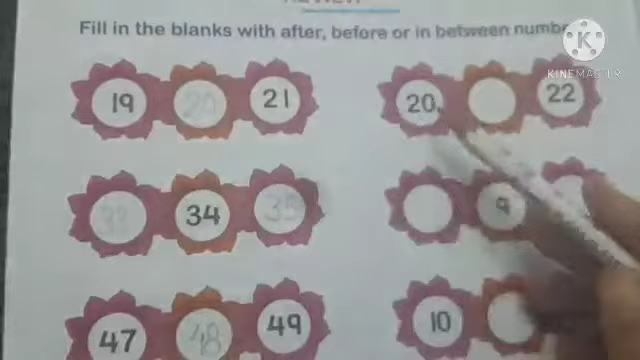 Fill in the blanks with after, before or in between
KINEMASTER
19 20 21
20 22
33 34 35
9
47 48 49
10